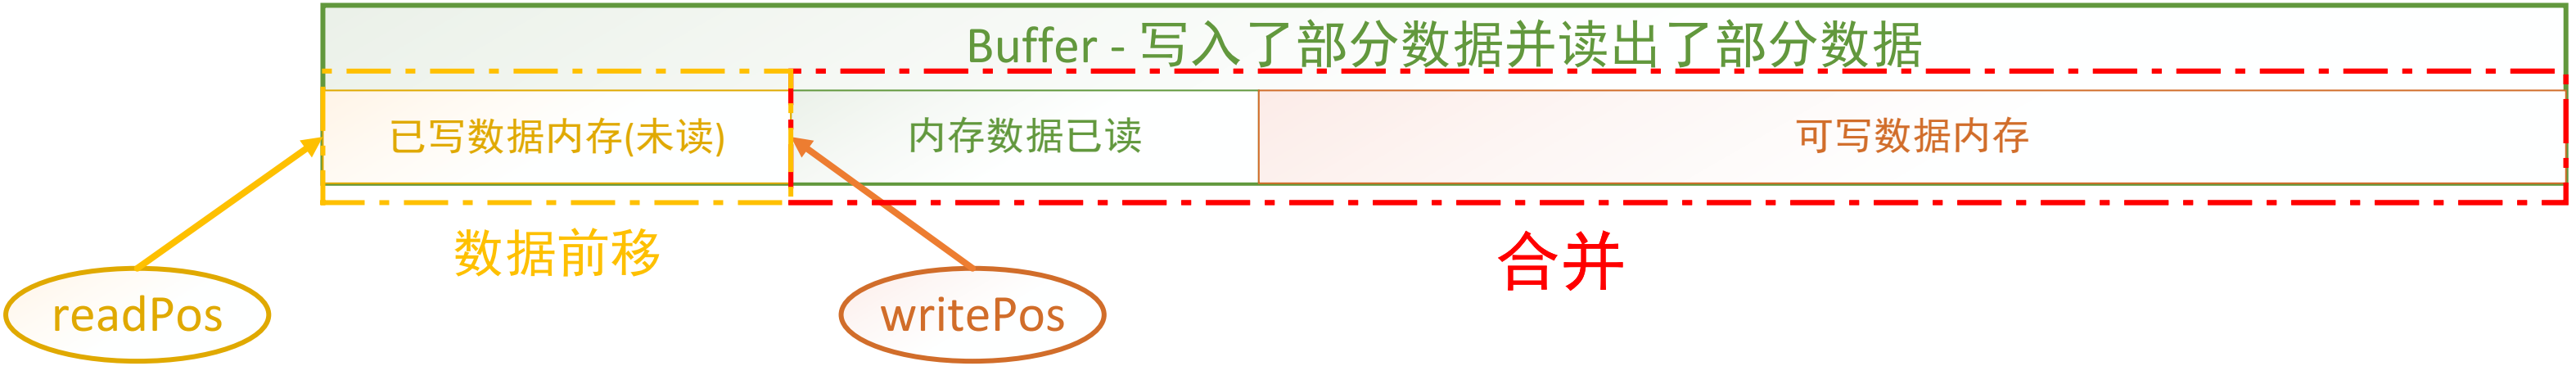 Buffer - 写入了部分数据并读出了部分数据
已写数据内存(未读)
内存数据已读
可写数据内存
数据前移
合并
readPos
writePos